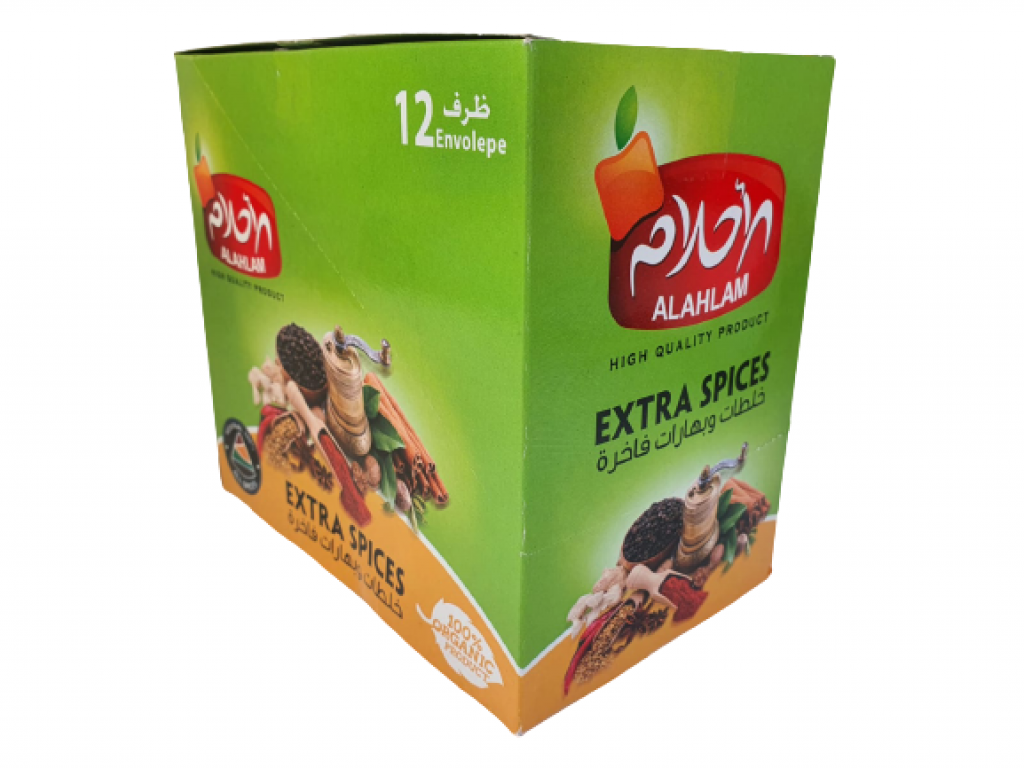 12 ظرف
Envolepe
الأحلام
ALAHLAM
HIGH QUALITY PRODUCT
EXTRA SPICES
خلطات وبهارات فاخرة
100%
ORGANIC
PRODUCT
الأحلام
ALAHLAM
HIGH QUALITY PRODUCT
EXTRA SPICES
خلطات وبهارات فاخرة